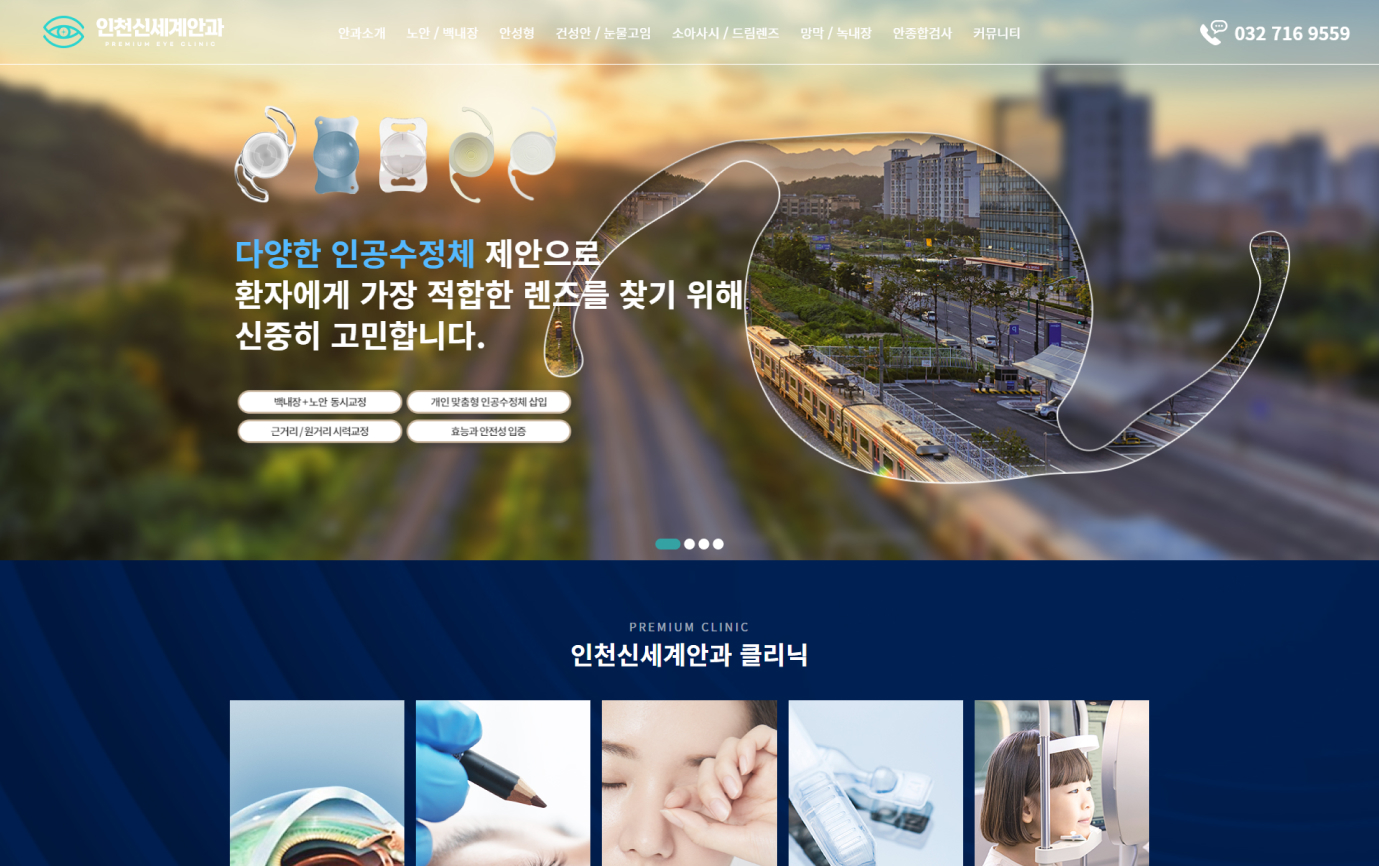 인천신세계안과
PREMIUM EYE CLINIC
안과소개
노안 / 백내장
안성형
건성안 / 눈물고임
소아사시 / 드림렌즈
망막 / 녹내장
안종합검사
커뮤니티
032 716 9559
다양한 인공수정체 제안으로
환자에게 가장 적합한 렌즈를 찾기 위해
신중히 고민합니다.
백내장+노안 동시교정
개인 맞춤형 인공수정체 삽입
근거리/원거리 시력교정
효능과 안전성 입증
PREMIUM CLINIC
인천신세계안과 클리닉